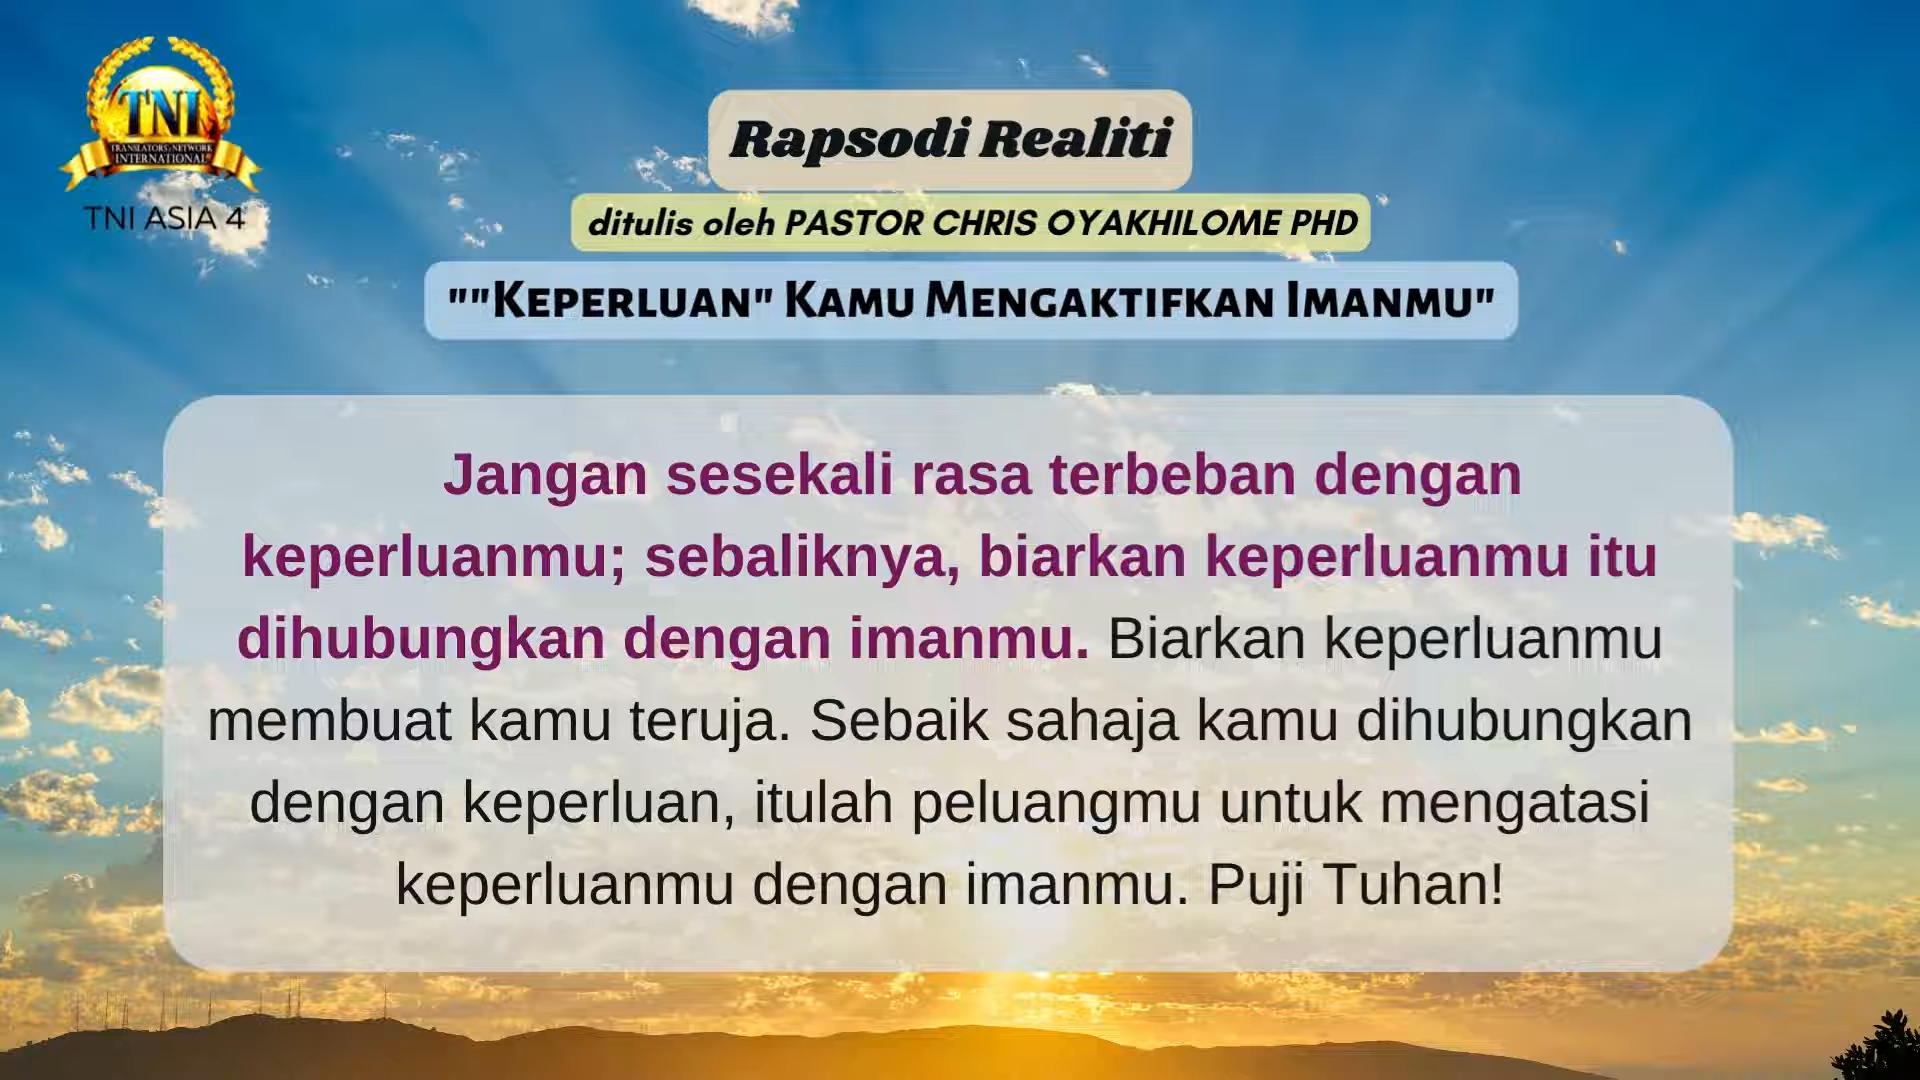 TNI
TRANSLATORS NETWORK
INTERNATIONAL
TNI ASIA 4
Rapsodi Realiti
ditulis oleh PASTOR CHRIS OYAKHILOME PHD
""Keperluan" Kamu Mengaktifkan Imanmu"
Jangan sesekali rasa terbeban dengan
keperluanmu; sebaliknya, biarkan keperluanmu itu
dihubungkan dengan imanmu. Biarkan keperluanmu
membuat kamu teruja. Sebaik sahaja kamu dihubungkan
dengan keperluan, itulah peluangmu untuk mengatasi
keperluanmu dengan imanmu. Puji Tuhan!